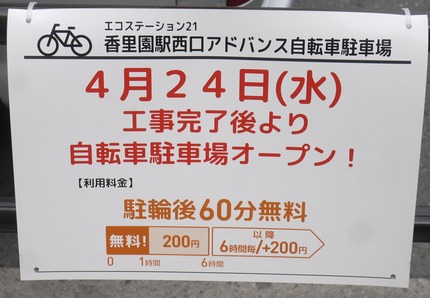 エコステーション21
香里園駅西口アドバンス自転車駐車場
４月２４日(水)
工事完了後より
自転車駐車場オープン！
【利用料金】
駐輪後60分無料
無料! 200円 以降 6時間毎/+200円
0 1時間 6時間